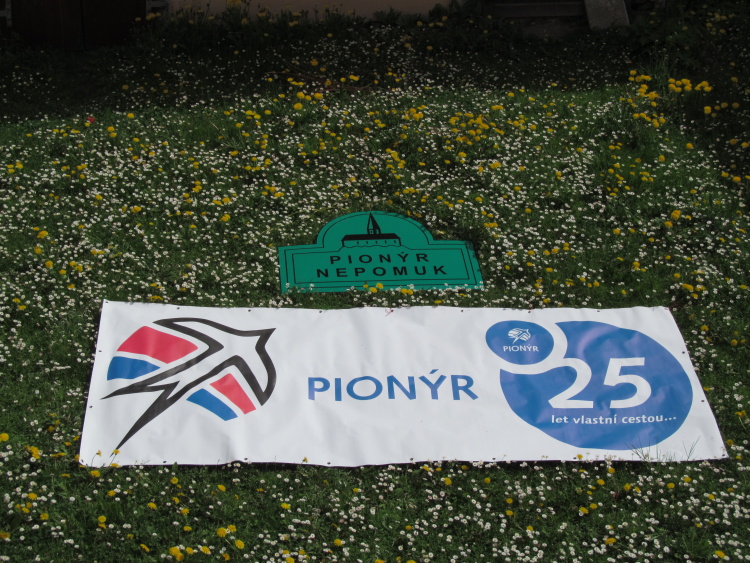 PIONÝR
NEPOMUK
PIONÝR
PIONÝR
25
let vlastní cestou...